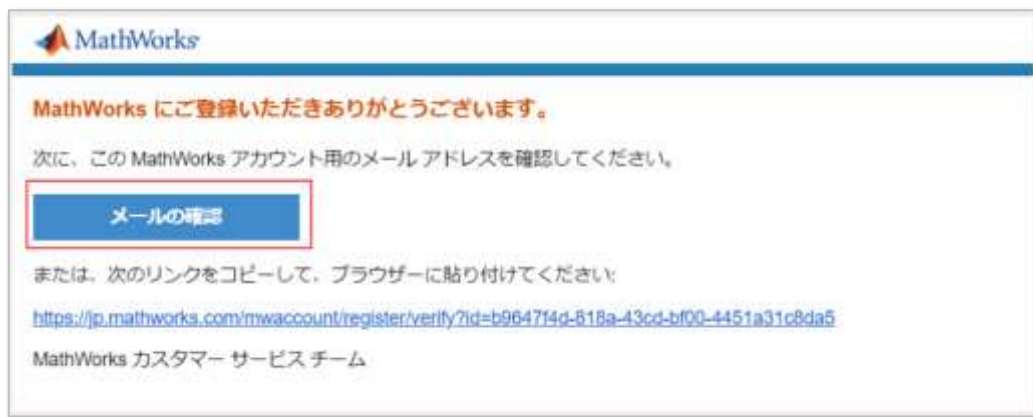 MathWorks
MathWorks にご登録いただきありがとうございます。
次に、この MathWorks アカウント用のメール アドレスを確認してください。
メールの確認
または、次のリンクをコピーして、ブラウザーに貼り付けてください:
https://jp.mathworks.com/mwaccount/register/verify?id=b9647f4d-818a-43cd-bf00-4451a31c8da5
MathWorks カスタマー サービス チーム